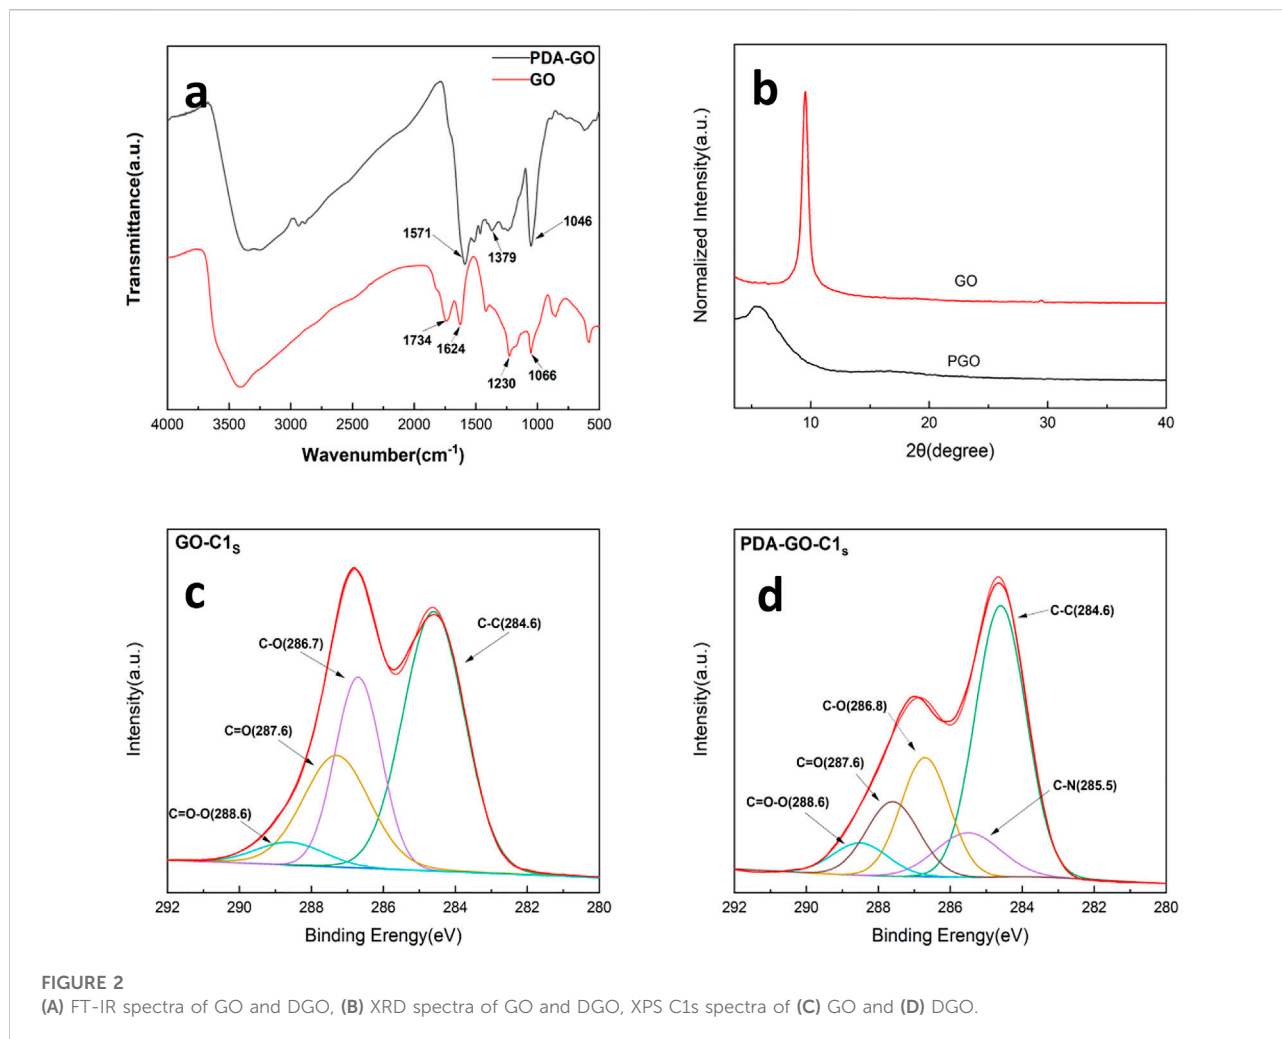 a
PDA-GO
GO
Transmittance(a.u.)
1571
1379
1046
1734
1624
1230
1066
4000 3500 3000 2500 2000 1500 1000 500
Wavenumber(cm-1)
b
Normalized Intensity(a.u.)
GO
PGO
10 20 30 40
2θ(degree)
GO-C1S
c
Intensity(a.u.)
C-O(286.7)
C-C(284.6)
C=O(287.6)
C=O-O(288.6)
292 290 288 286 284 282 280
Binding Erengy(eV)
PDA-GO-C1s
d
Intensity(a.u.)
C-C(284.6)
C-O(286.8)
C=O(287.6)
C=O-O(288.6)
C-N(285.5)
292 290 288 286 284 282 280
Binding Erengy(eV)
FIGURE 2
(A) FT-IR spectra of GO and DGO, (B) XRD spectra of GO and DGO, XPS C1s spectra of (C) GO and (D) DGO.